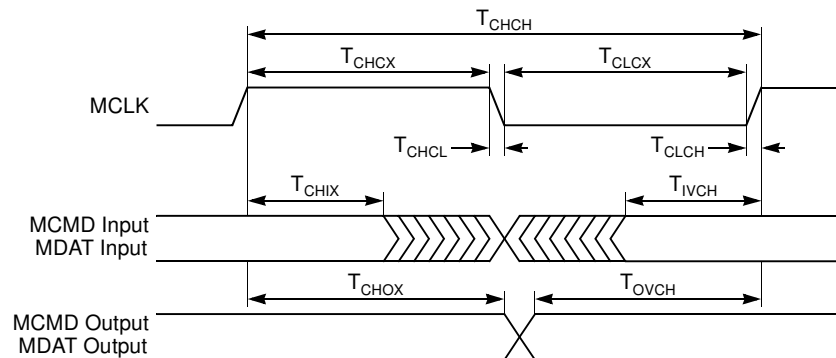 T_CHCH
T_CHCX T_CLCX
MCLK
T_CHCL T_CLCH
T_CHIX T_IVCH
MCMD Input
MDAT Input
T_CHOX T_OVCH
MCMD Output
MDAT Output